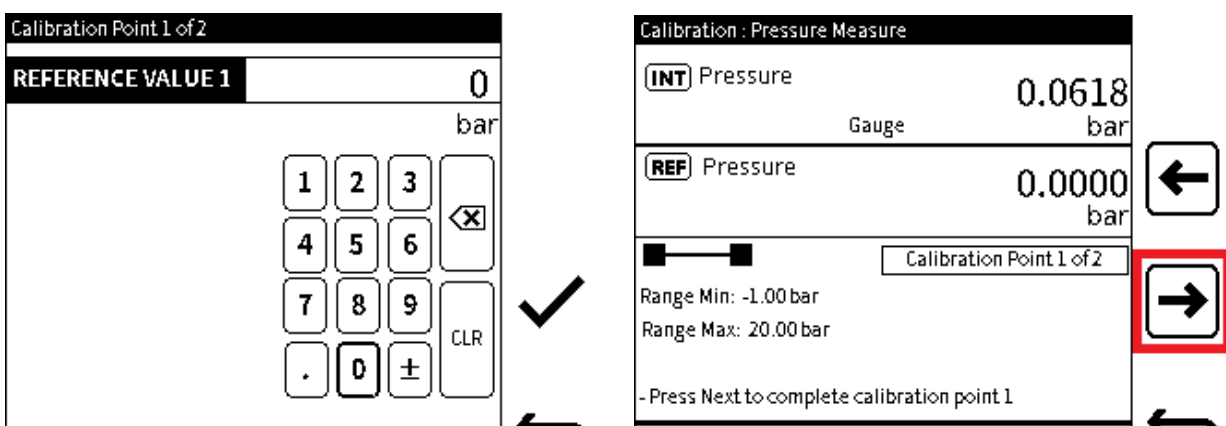 Calibration Point 1 of 2
REFERENCE VALUE 1 0
bar
1 2 3
4 5 6
7 8 9
CLR
. 0 ±
Calibration : Pressure Measure
INT Pressure 0.0618
Gauge bar
REF Pressure 0.0000
bar
Calibration Point 1 of 2
Range Min: -1.00 bar
Range Max: 20.00 bar
- Press Next to complete calibration point 1